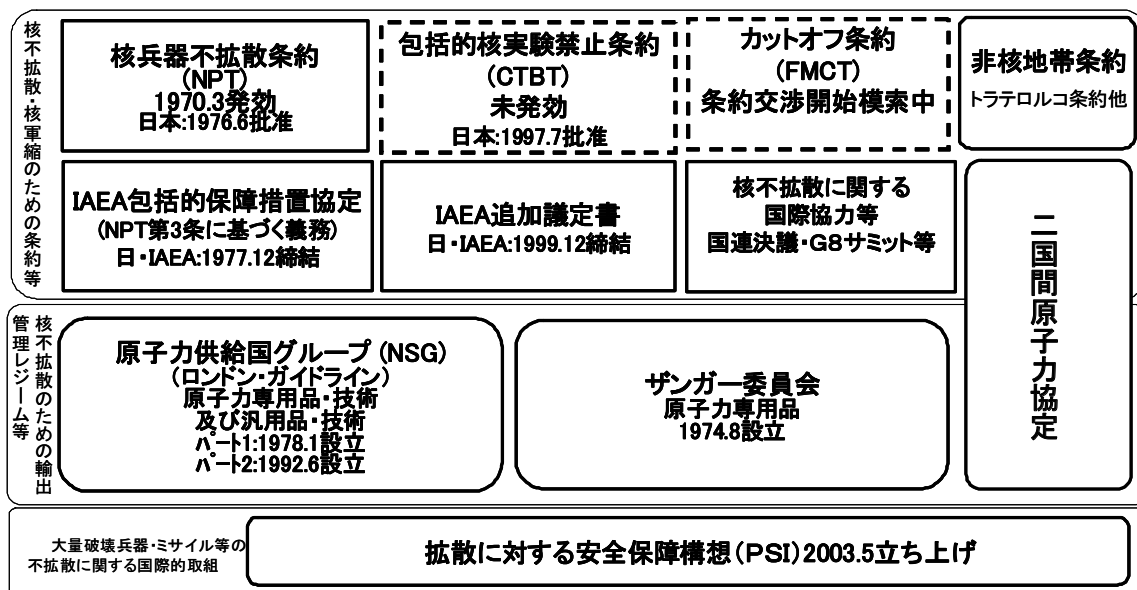 核不拡散・核軍縮のための条約等
核兵器不拡散条約
(NPT)
1970.3発効
日本:1976.6批准
包括的核実験禁止条約
(CTBT)
未発効
日本:1997.7批准
カットオフ条約
(FMCT)
条約交渉開始模索中
非核地帯条約
トラテロルコ条約他
IAEA包括的保障措置協定
(NPT第3条に基づく義務)
日・IAEA:1977.12締結
IAEA追加議定書
日・IAEA:1999.12締結
核不拡散に関する
国際協力等
国連決議・G8サミット等
二国間原子力協定
核不拡散のための輸出
管理レジーム等
原子力供給国グループ(NSG)
(ロンドン・ガイドライン)
原子力専用品・技術
及び汎用品・技術
パート1:1978.1設立
パート2:1992.6設立
ザンガー委員会
原子力専用品
1974.8設立
大量破壊兵器・ミサイル等の
不拡散に関する国際的取組
拡散に対する安全保障構想(PSI)2003.5立ち上げ